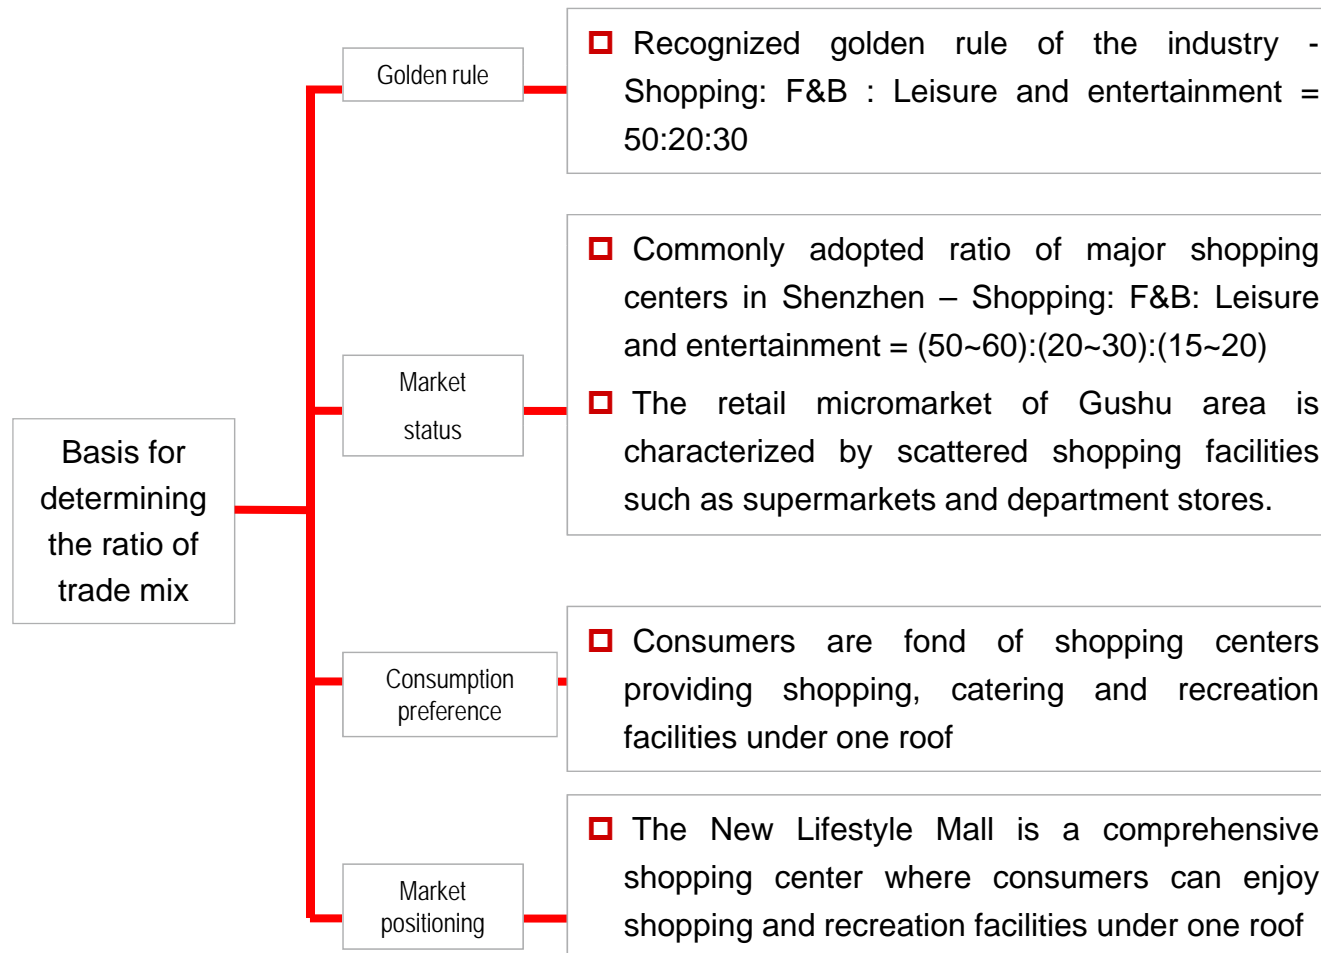 Basis for
determining
the ratio of
trade mix
Golden rule
Recognized golden rule of the industry -
Shopping: F&B : Leisure and entertainment =
50:20:30
Market
status
Commonly adopted ratio of major shopping
centers in Shenzhen – Shopping: F&B: Leisure
and entertainment = (50~60):(20~30):(15~20)
The retail micromarket of Gushu area is
characterized by scattered shopping facilities
such as supermarkets and department stores.
Consumption
preference
Consumers are fond of shopping centers
providing shopping, catering and recreation
facilities under one roof
Market
positioning
The New Lifestyle Mall is a comprehensive
shopping center where consumers can enjoy
shopping and recreation facilities under one roof